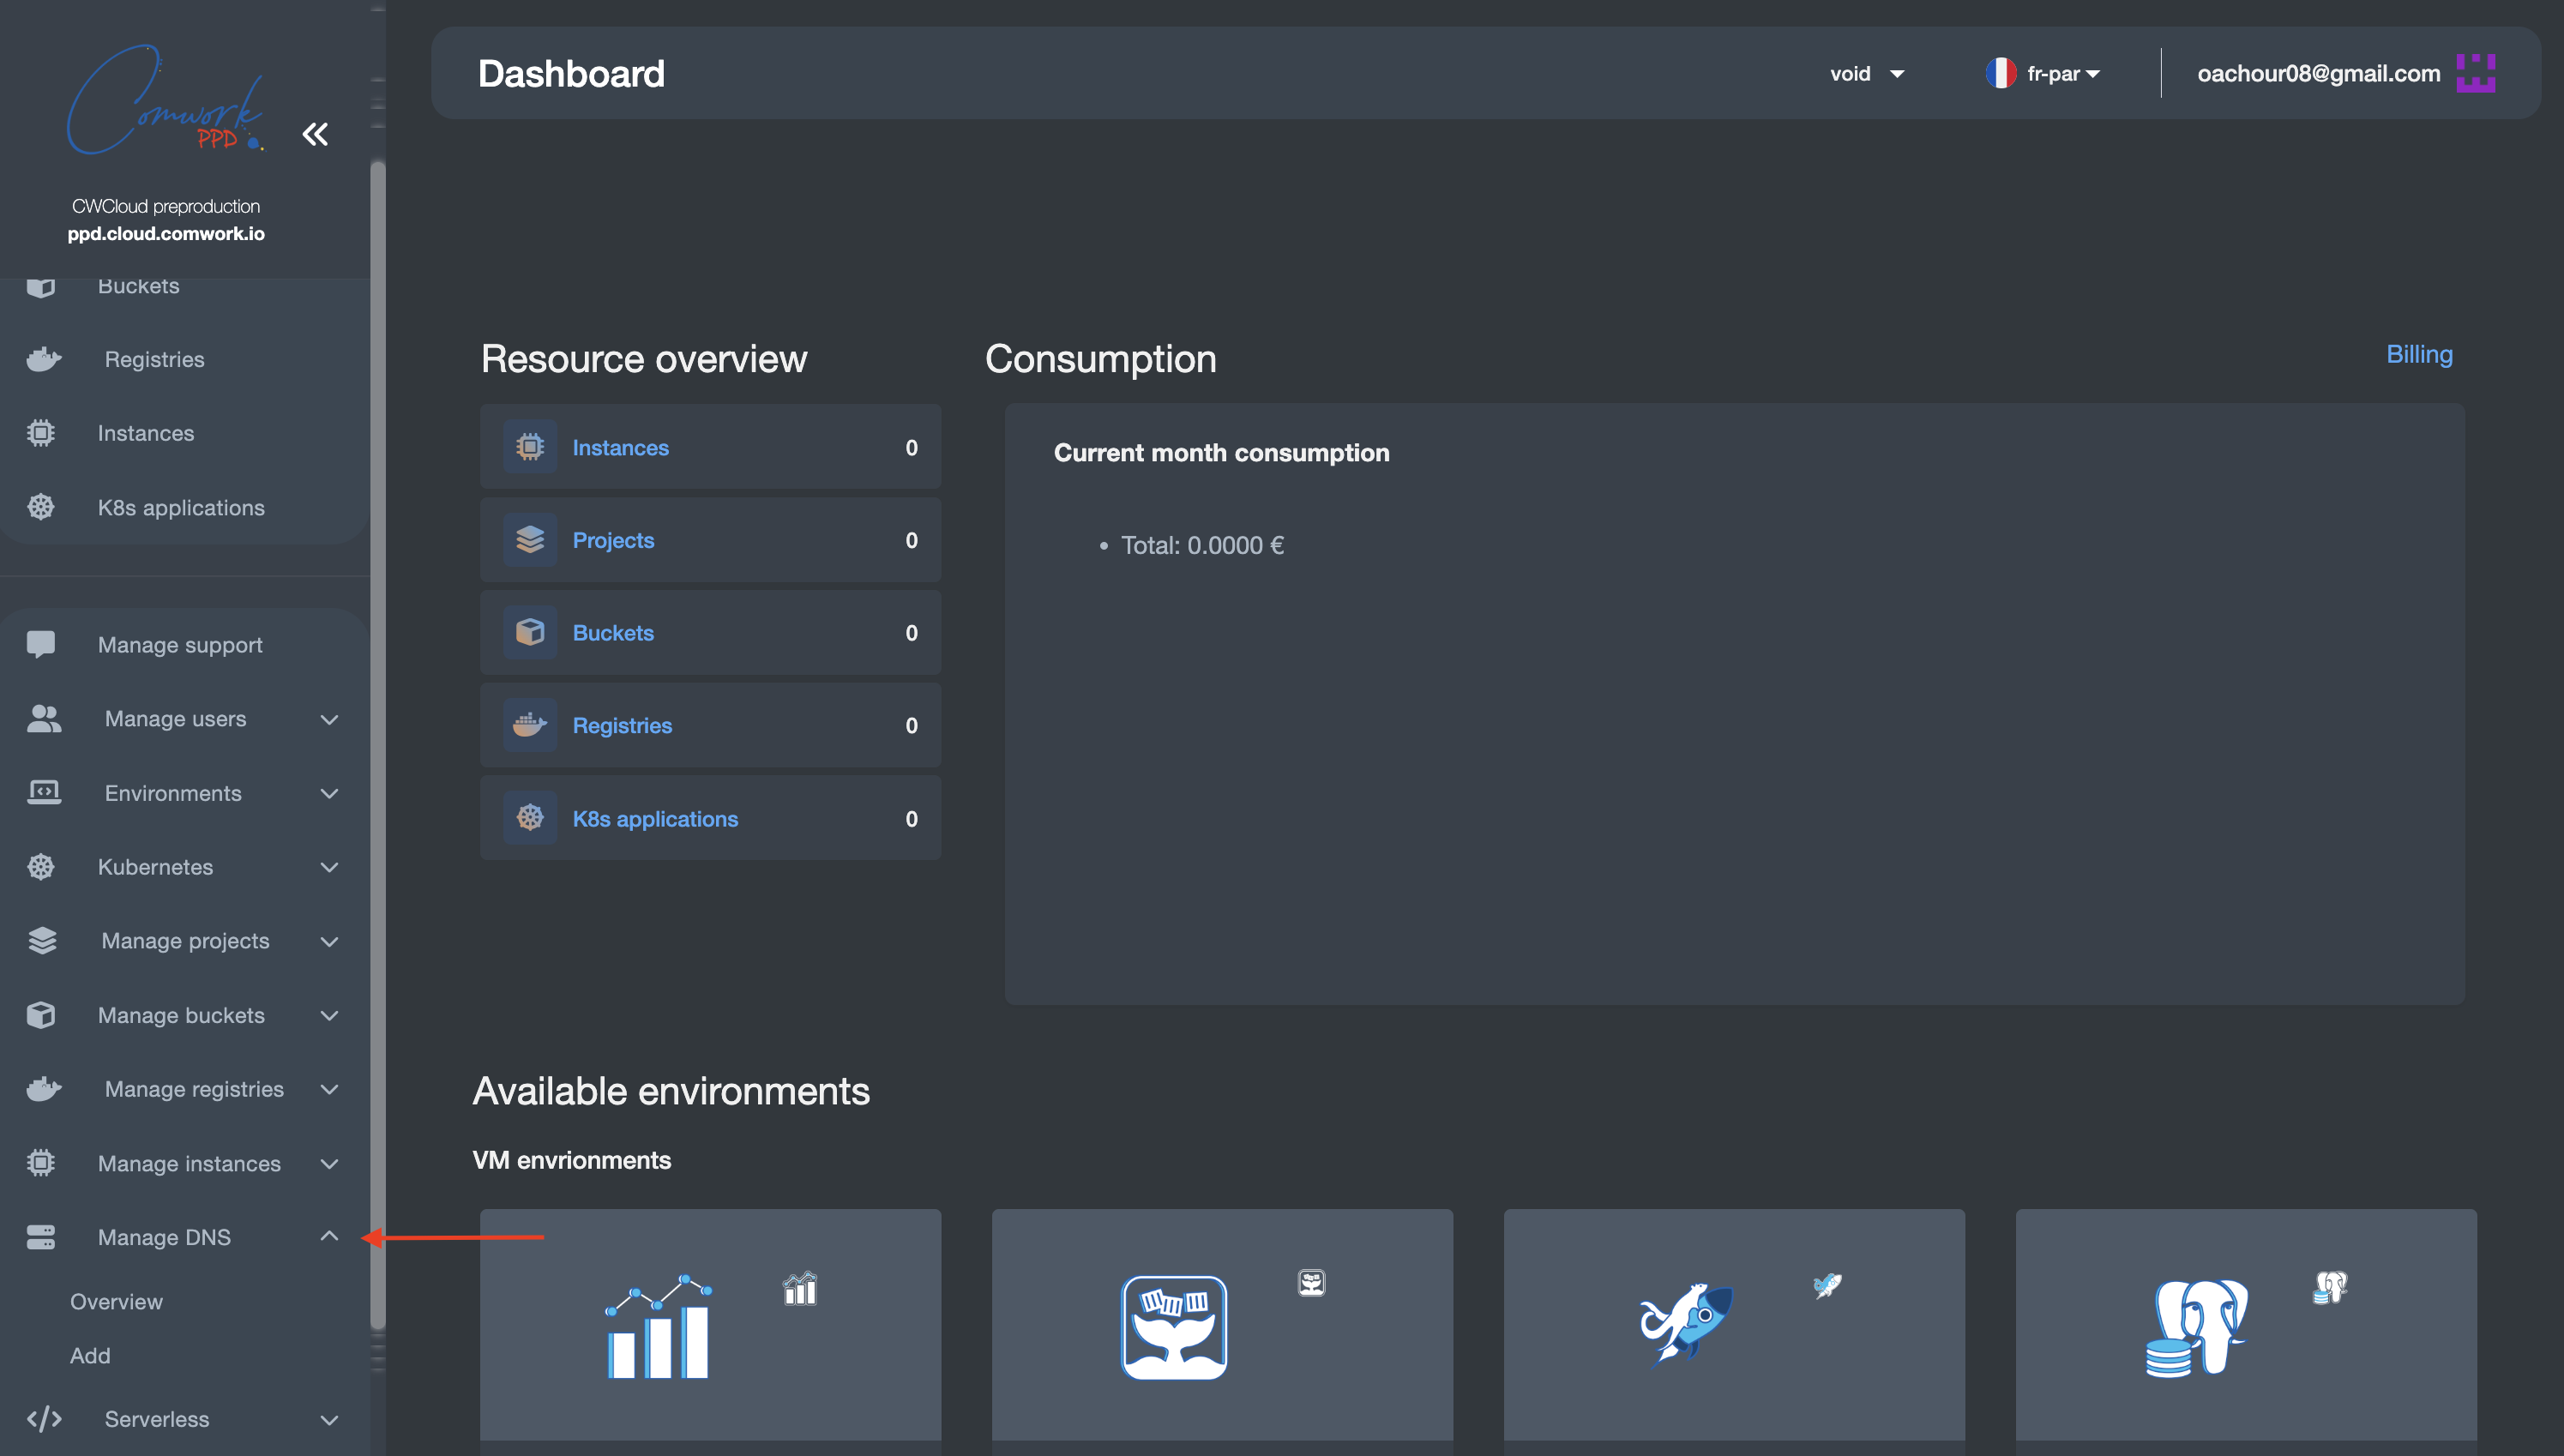 Comwork
PPD
CWCloud preproduction
ppd.cloud.comwork.io
Buckets
Registries
Instances
K8s applications
Manage support
Manage users
Environments
Kubernetes
Manage projects
Manage buckets
Manage registries
Manage instances
Manage DNS
Overview
Add
Serverless
Dashboard
void
fr-par
oachour08@gmail.com
Resource overview
Instances 0
Projects 0
Buckets 0
Registries 0
K8s applications 0
Consumption
Billing
Current month consumption
• Total: 0.0000 €
Available environments
VM envrionments